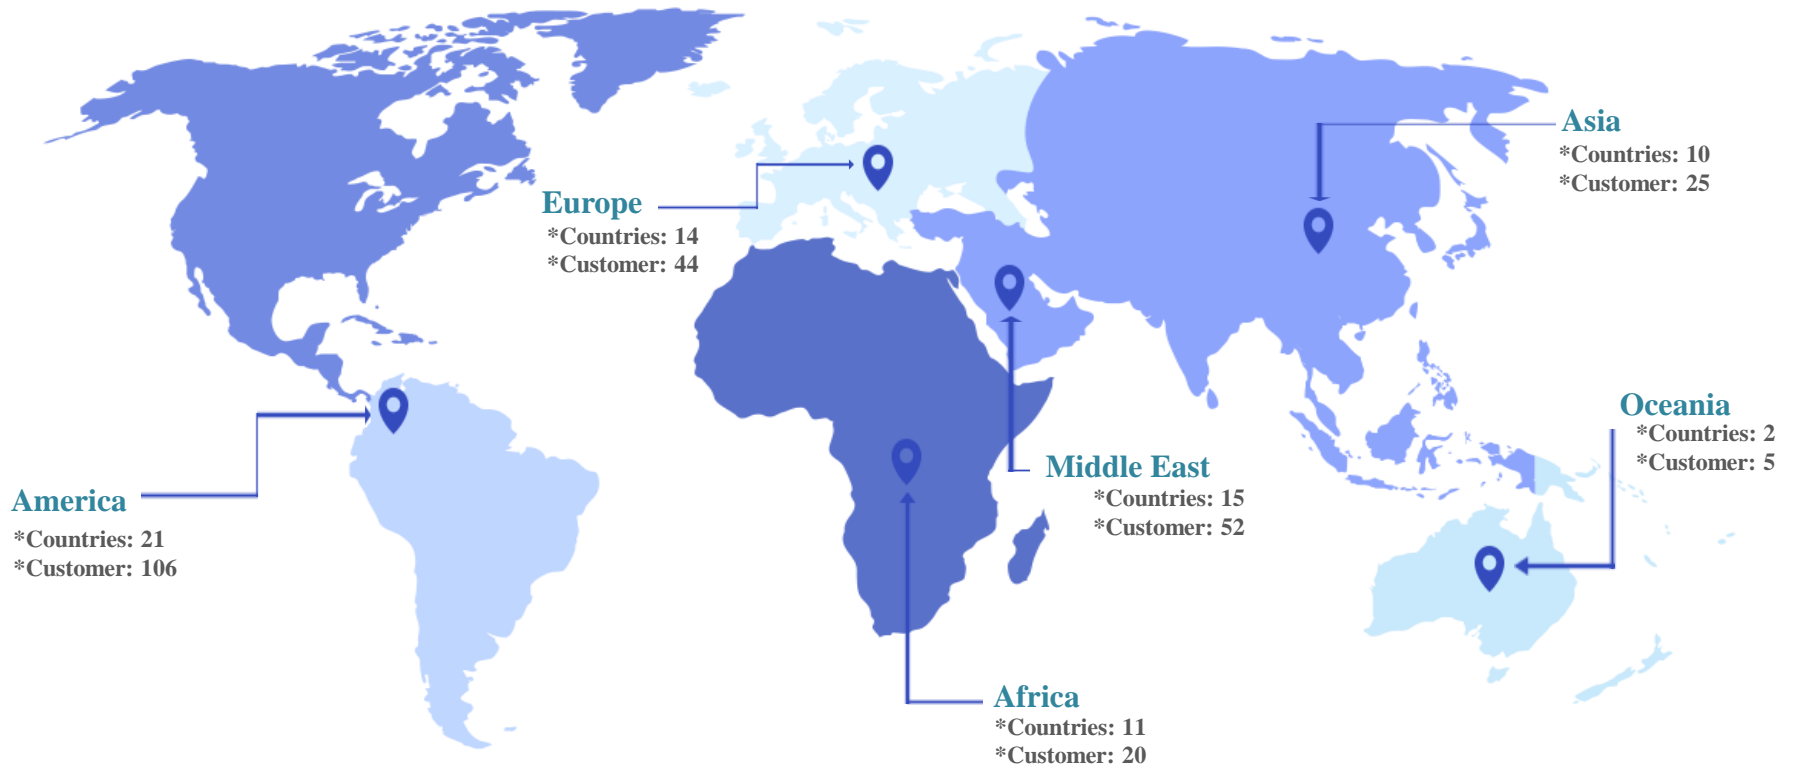 Asia
*Countries: 10
*Customer: 25
Europe
*Countries: 14
*Customer: 44
Oceania
*Countries: 2
*Customer: 5
Middle East
*Countries: 15
*Customer: 52
America
*Countries: 21
*Customer: 106
Africa
*Countries: 11
*Customer: 20